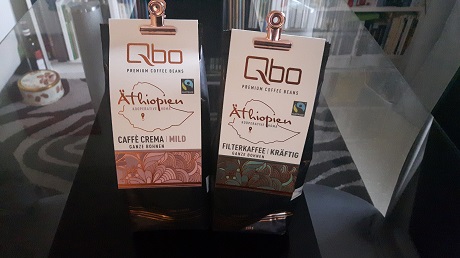 Qbo
PREMIUM COFFEE BEANS
Äthiopien
CAFFÈ CREMA | MILD
GANZE BOHNEN
Qbo
PREMIUM COFFEE BEANS
Äthiopien
FILTERKAFFEE | KRÄFTIG
GANZE BOHNEN